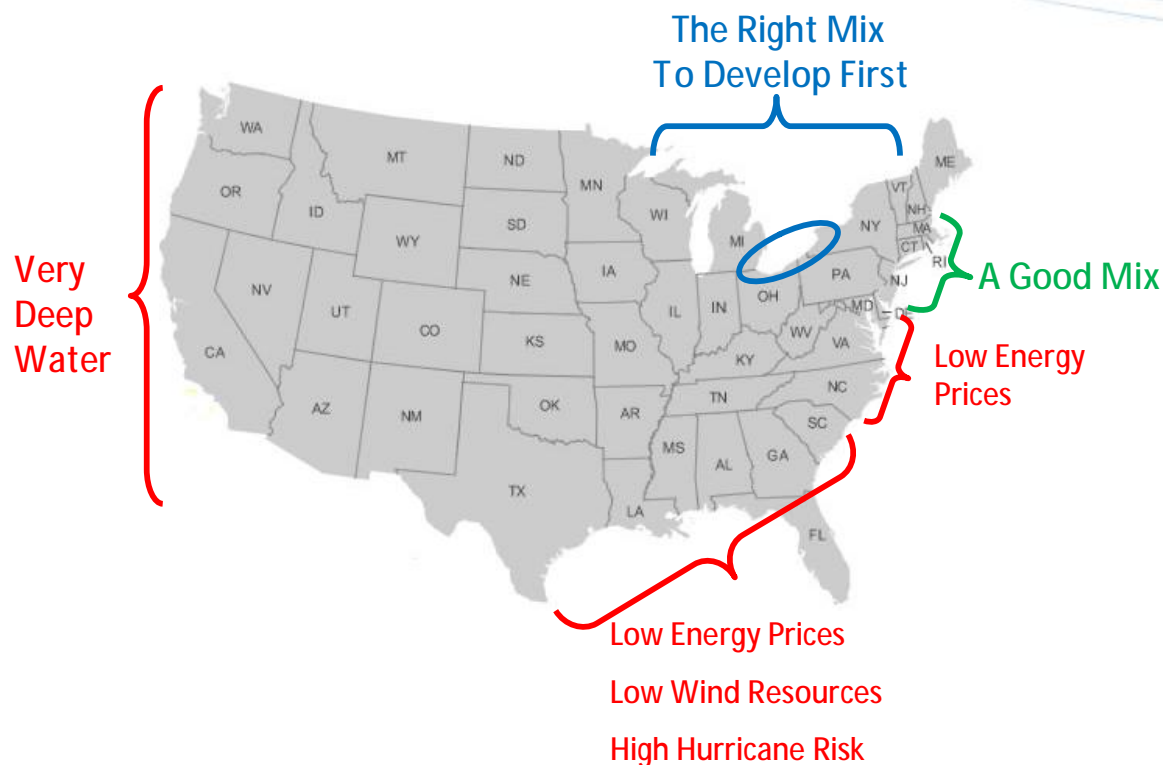 The Right Mix
To Develop First
WA
MT
ND
MN
OR
ID
WY
SD
WI
MI
NY
VT
NH
ME
MA
CT
RI
NV
UT
CO
NE
IA
IL
IN
OH
PA
NJ
MD
DE
CA
AZ
NM
KS
MO
KY
WV
VA
OK
AR
TN
NC
SC
TX
LA
MS
AL
GA
FL
Very
Deep
Water
A Good Mix
Low Energy
Prices
Low Energy Prices
Low Wind Resources
High Hurricane Risk